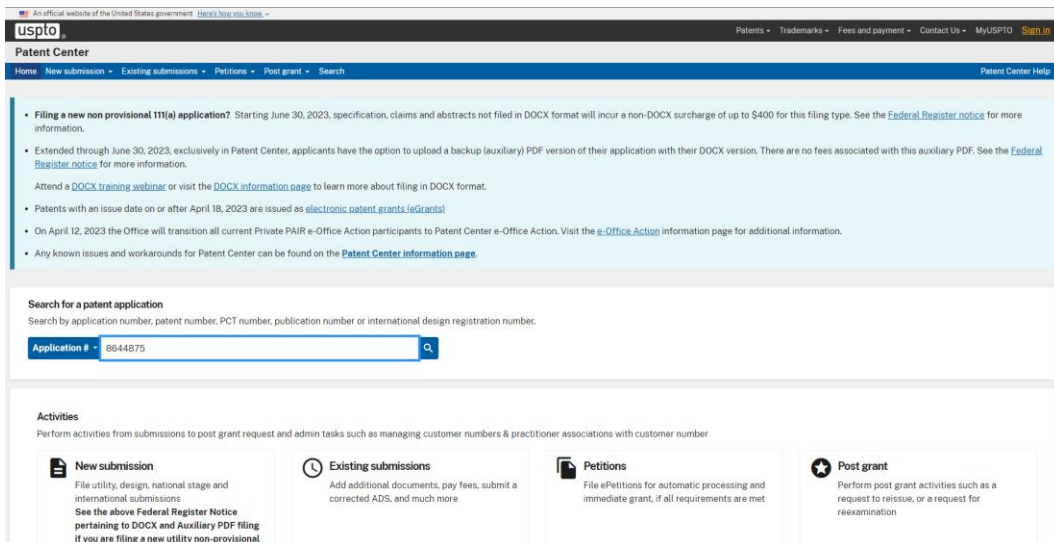 An official website of the United States government Here's how you know
uspto
Patents Trademarks Fees and payment Contact Us MyUSPTO Sign in
Patent Center
Home New submission Existing submissions Petitions Post grant Search Patent Center Help
• Filing a new non provisional 111(a) application? Starting June 30, 2023, specification, claims and abstracts not filed in DOCX format will incur a non-DOCX surcharge of up to $400 for this filing type. See the Federal Register notice for more
information.
• Extended through June 30, 2023, exclusively in Patent Center, applicants have the option to upload a backup (auxiliary) PDF version of their application with their DOCX version. There are no fees associated with this auxiliary PDF. See the Federal
Register notice for more information.
Attend a DOCX training webinar or visit the DOCX information page to learn more about filing in DOCX format.
• Patents with an issue date on or after April 18, 2023 are issued as electronic patent grants (eGrants)
• On April 12, 2023 the Office will transition all current Private PAIR e-Office Action participants to Patent Center e-Office Action. Visit the e-Office Action information page for additional information.
• Any known issues and workarounds for Patent Center can be found on the Patent Center information page.
Search for a patent application
Search by application number, patent number, PCT number, publication number or international design registration number.
Application # 8644875
Activities
Perform activities from submissions to post grant request and admin tasks such as managing customer numbers & practitioner associations with customer number
New submission
File utility, design, national stage and
international submissions
See the above Federal Register Notice
pertaining to DOCX and Auxiliary PDF filing
if you are filing a new utility non-provisional
Existing submissions
Add additional documents, pay fees, submit a
corrected ADS, and much more
Petitions
File ePetitions for automatic processing and
immediate grant, if all requirements are met
Post grant
Perform post grant activities such as a
request to reissue, or a request for
reexamination